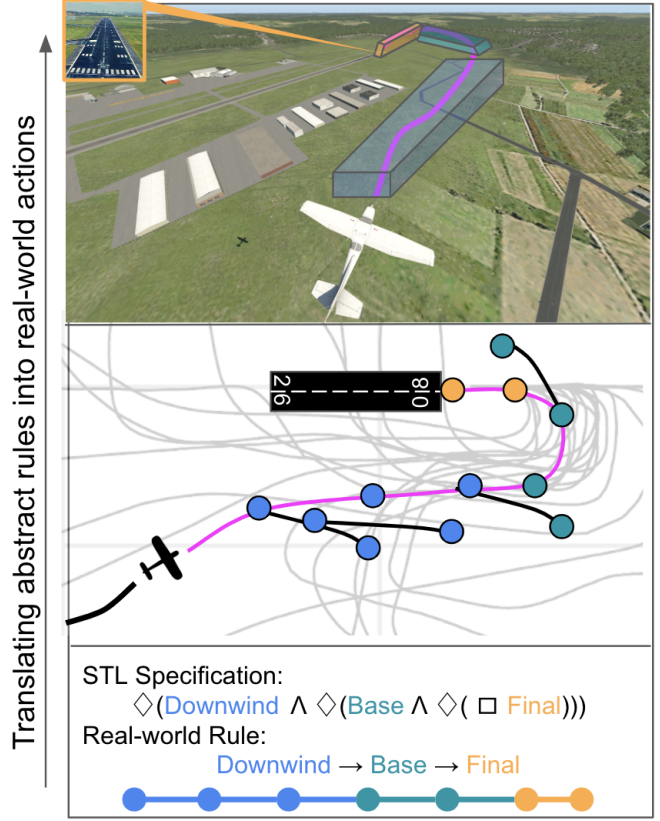 Translating abstract rules into real-world actions
26
08
STL Specification:
◇(Downwind ∧ ◇(Base ∧ ◇( □ Final)))
Real-world Rule:
Downwind → Base → Final